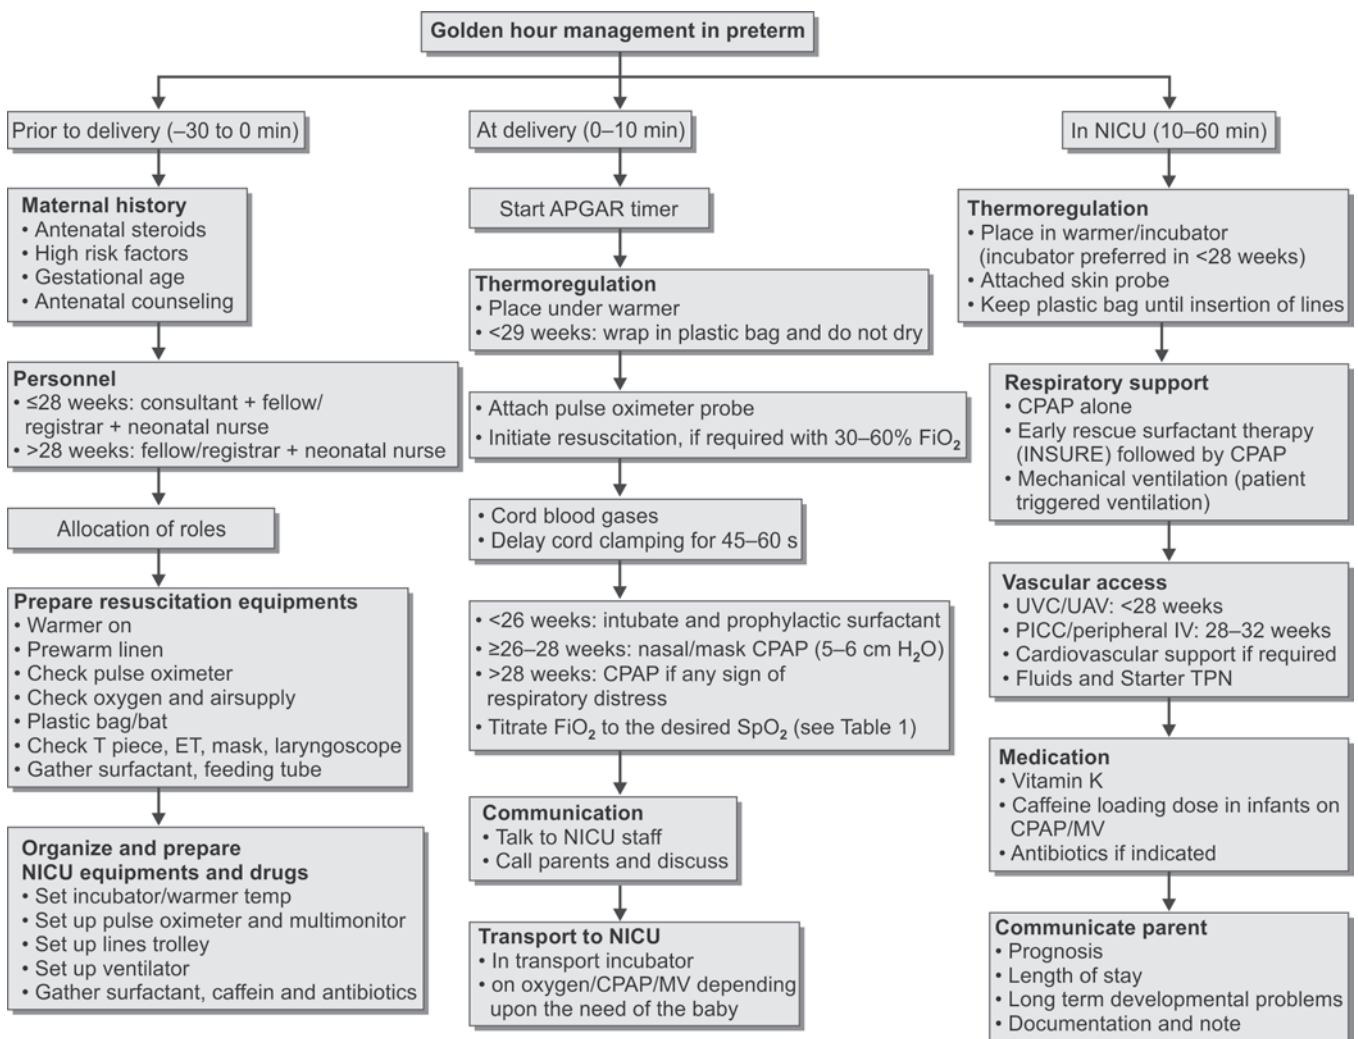 Golden hour management in preterm
Prior to delivery (–30 to 0 min)
Maternal history
• Antenatal steroids
• High risk factors
• Gestational age
• Antenatal counseling
Personnel
• ≤28 weeks: consultant + fellow/
registrar + neonatal nurse
• >28 weeks: fellow/registrar + neonatal nurse
Allocation of roles
Prepare resuscitation equipments
• Warmer on
• Prewarm linen
• Check pulse oximeter
• Check oxygen and airsupply
• Plastic bag/bat
• Check T piece, ET, mask, laryngoscope
• Gather surfactant, feeding tube
Organize and prepare
NICU equipments and drugs
• Set incubator/warmer temp
• Set up pulse oximeter and multimonitor
• Set up lines trolley
• Set up ventilator
• Gather surfactant, caffein and antibiotics
At delivery (0–10 min)
Start APGAR timer
Thermoregulation
• Place under warmer
• <29 weeks: wrap in plastic bag and do not dry
• Attach pulse oximeter probe
• Initiate resuscitation, if required with 30–60% FiO₂
• Cord blood gases
• Delay cord clamping for 45–60 s
• <26 weeks: intubate and prophylactic surfactant
• ≥26–28 weeks: nasal/mask CPAP (5–6 cm H₂O)
• >28 weeks: CPAP if any sign of
respiratory distress
• Titrate FiO₂ to the desired SpO₂ (see Table 1)
Communication
• Talk to NICU staff
• Call parents and discuss
Transport to NICU
• In transport incubator
• on oxygen/CPAP/MV depending
upon the need of the baby
In NICU (10–60 min)
Thermoregulation
• Place in warmer/incubator
(incubator preferred in <28 weeks)
• Attached skin probe
• Keep plastic bag until insertion of lines
Respiratory support
• CPAP alone
• Early rescue surfactant therapy
(INSURE) followed by CPAP
• Mechanical ventilation (patient
triggered ventilation)
Vascular access
• UVC/UAV: <28 weeks
• PICC/peripheral IV: 28–32 weeks
• Cardiovascular support if required
• Fluids and Starter TPN
Medication
• Vitamin K
• Caffeine loading dose in infants on
CPAP/MV
• Antibiotics if indicated
Communicate parent
• Prognosis
• Length of stay
• Long term developmental problems
• Documentation and note